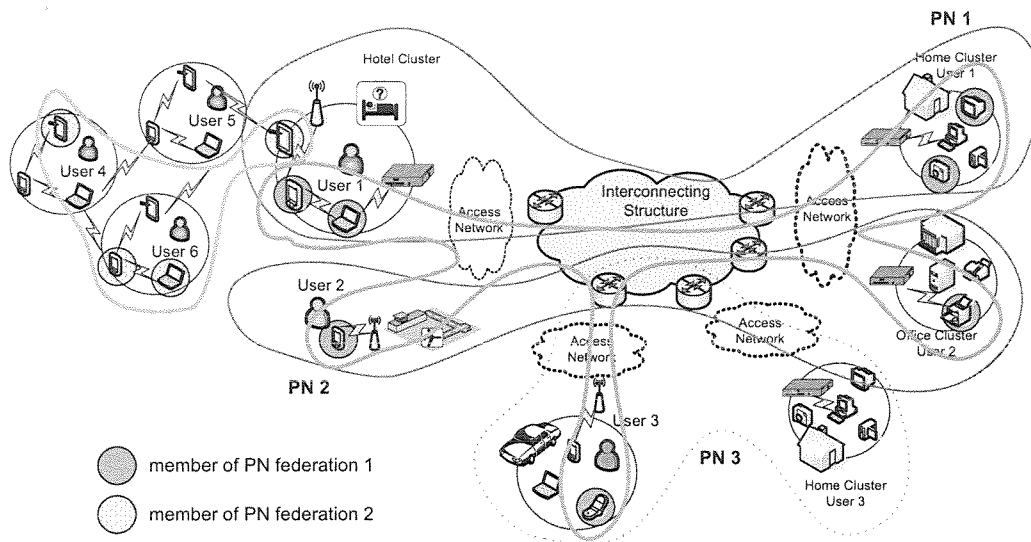 PN 1
Hotel Cluster
Home Cluster
User 1
User 5
User 4
User 1
User 6
Interconnecting
Structure
Access
Network
Access
Network
User 2
Office Cluster
User 2
Access
Network
Access
Network
PN 2
User 3
PN 3
Home Cluster
User 3
member of PN federation 1
member of PN federation 2
?